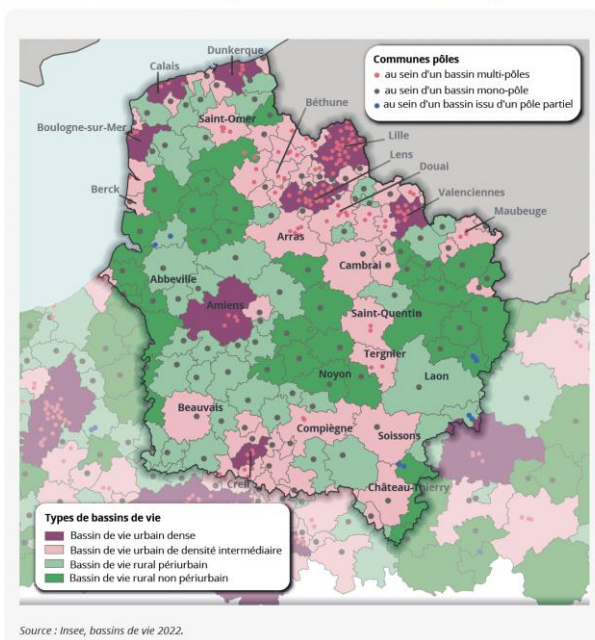 Communes pôles
au sein d'un bassin multi-pôles
au sein d'un bassin mono-pôle
au sein d'un bassin issu d'un pôle partiel
Dunkerque
Calais
Béthune
Saint-Omer
Boulogne-sur-Mer
Lille
Lens
Douai
Berck
Valenciennes
Maubeuge
Arras
Cambrai
Abbeville
Amiens
Saint-Quentin
Tergnier
Noyon
Laon
Beauvais
Compiègne
Soissons
Creil
Château-Thierry
Types de bassins de vie
Bassin de vie urbain dense
Bassin de vie urbain de densité intermédiaire
Bassin de vie rural périurbain
Bassin de vie rural non périurbain
Source : Insee, bassins de vie 2022.